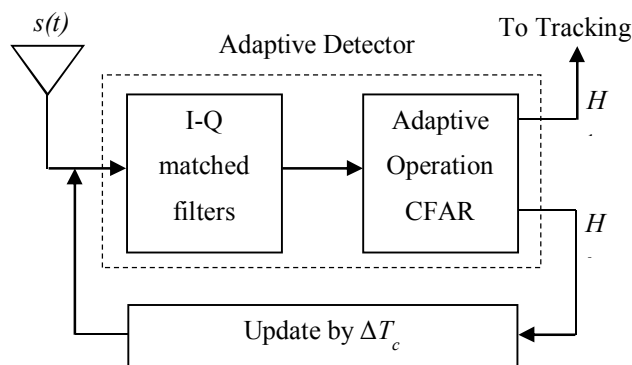 s(t)
To Tracking
Adaptive Detector
I-Q
matched
filters
Adaptive
Operation
CFAR
H
H
Update by ΔT_c